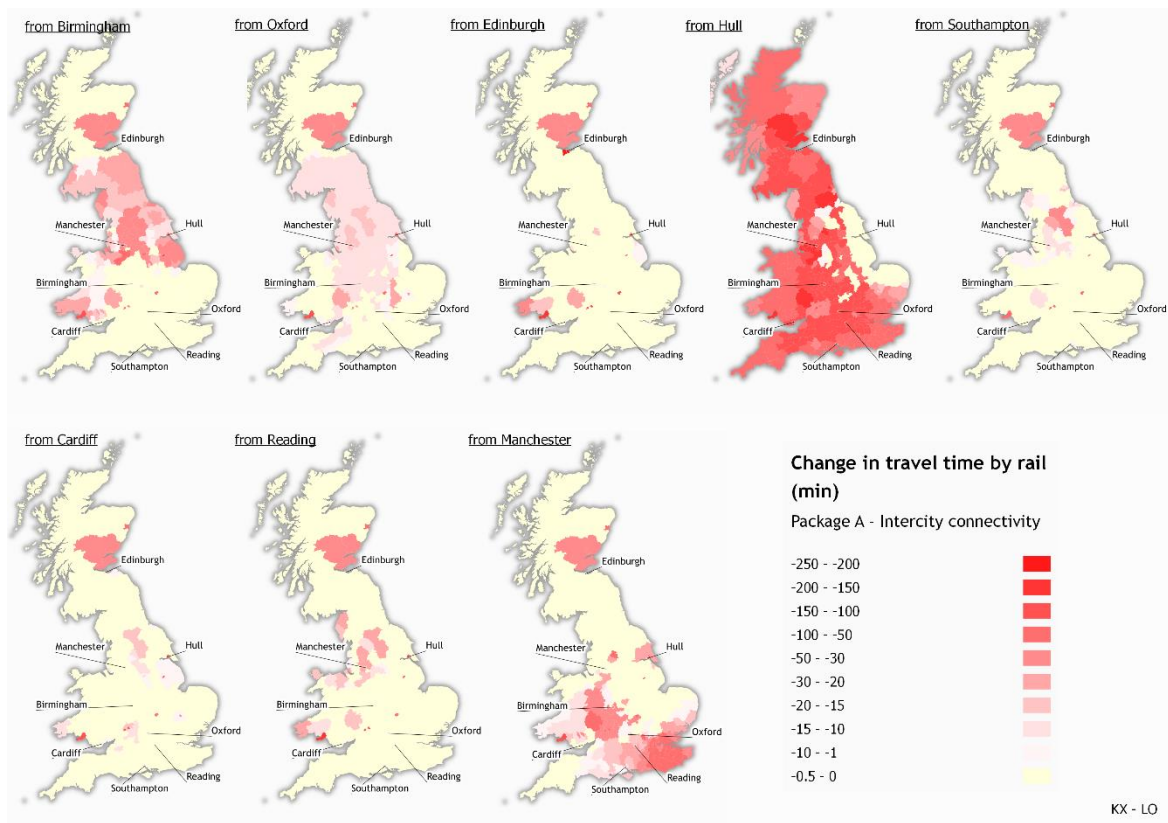 from Birmingham
from Oxford
from Edinburgh
from Hull
from Southampton
Edinburgh
Edinburgh
Edinburgh
Edinburgh
Edinburgh
Manchester
Hull
Manchester
Hull
Manchester
Hull
Manchester
Hull
Manchester
Hull
Birmingham
Oxford
Birmingham
Oxford
Birmingham
Oxford
Birmingham
Oxford
Birmingham
Oxford
Cardiff
Reading
Cardiff
Reading
Cardiff
Reading
Cardiff
Reading
Cardiff
Reading
Southampton
Southampton
Southampton
Southampton
Southampton
from Cardiff
from Reading
from Manchester
Edinburgh
Edinburgh
Edinburgh
Manchester
Hull
Manchester
Hull
Manchester
Hull
Birmingham
Oxford
Birmingham
Oxford
Birmingham
Oxford
Cardiff
Reading
Cardiff
Reading
Cardiff
Reading
Southampton
Southampton
Southampton
Change in travel time by rail
(min)
Package A - Intercity connectivity
-250 - -200
-200 - -150
-150 - -100
-100 - -50
-50 - -30
-30 - -20
-20 - -15
-15 - -10
-10 - -1
-0.5 - 0
KX - LO